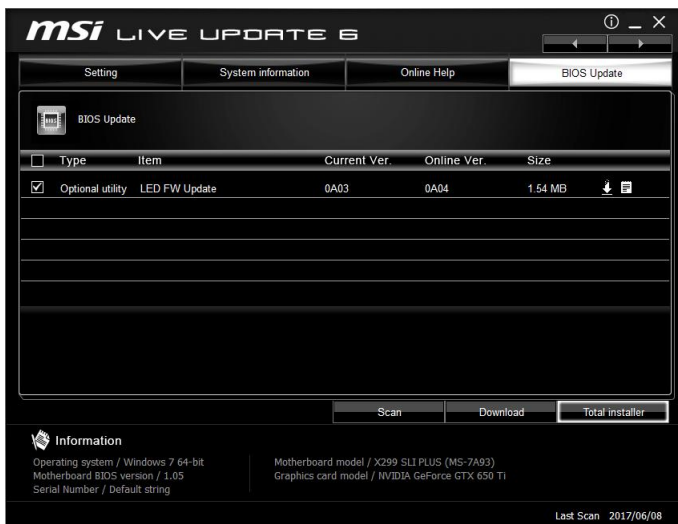 msi LIVE UPDATE 6
Setting System information Online Help BIOS Update
BIOS Update
Type Item Current Ver. Online Ver. Size
Optional utility LED FW Update 0A03 0A04 1.54 MB
Scan Download Total installer
Information
Operating system / Windows 7 64-bit Motherboard model / X299 SLI PLUS (MS-7A93)
Motherboard BIOS version / 1.05 Graphics card model / NVIDIA GeForce GTX 650 Ti
Serial Number / Default string
Last Scan 2017/06/08